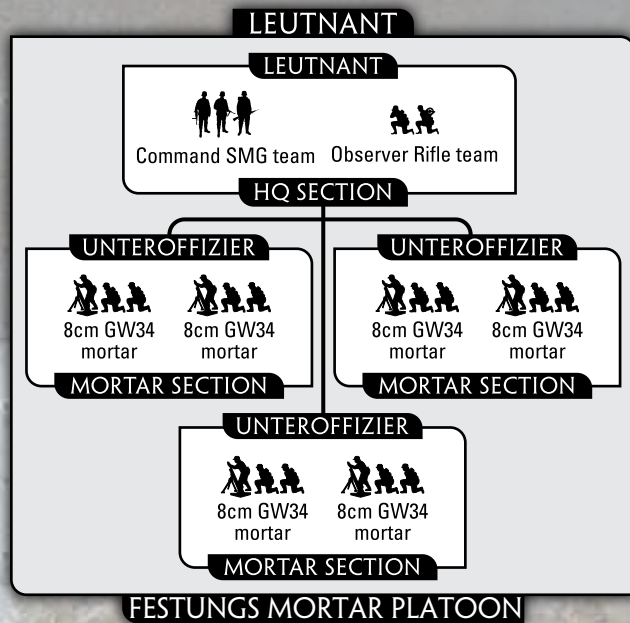 LEUTNANT
LEUTNANT
Command SMG team
Observer Rifle team
HQ SECTION
UNTEROFFIZIER
8cm GW34
mortar
8cm GW34
mortar
MORTAR SECTION
UNTEROFFIZIER
8cm GW34
mortar
8cm GW34
mortar
MORTAR SECTION
UNTEROFFIZIER
8cm GW34
mortar
8cm GW34
mortar
MORTAR SECTION
FESTUNGS MORTAR PLATOON